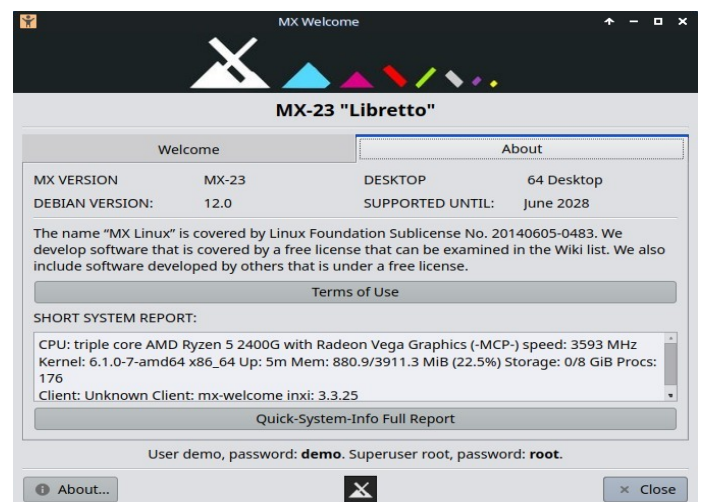 MX Welcome
MX-23 "Libretto"
Welcome About
MX VERSION MX-23 DESKTOP 64 Desktop
DEBIAN VERSION: 12.0 SUPPORTED UNTIL: June 2028
The name “MX Linux” is covered by Linux Foundation Sublicense No. 20140605-0483. We
develop software that is covered by a free license that can be examined in the Wiki list. We also
include software developed by others that is under a free license.
Terms of Use
SHORT SYSTEM REPORT:
CPU: triple core AMD Ryzen 5 2400G with Radeon Vega Graphics (-MCP-) speed: 3593 MHz
Kernel: 6.1.0-7-amd64 x86_64 Up: 5m Mem: 880.9/3911.3 MiB (22.5%) Storage: 0/8 GiB Procs:
176
Client: Unknown Client: mx-welcome inxi: 3.3.25
Quick-System-Info Full Report
User demo, password: demo. Superuser root, password: root.
About... Close